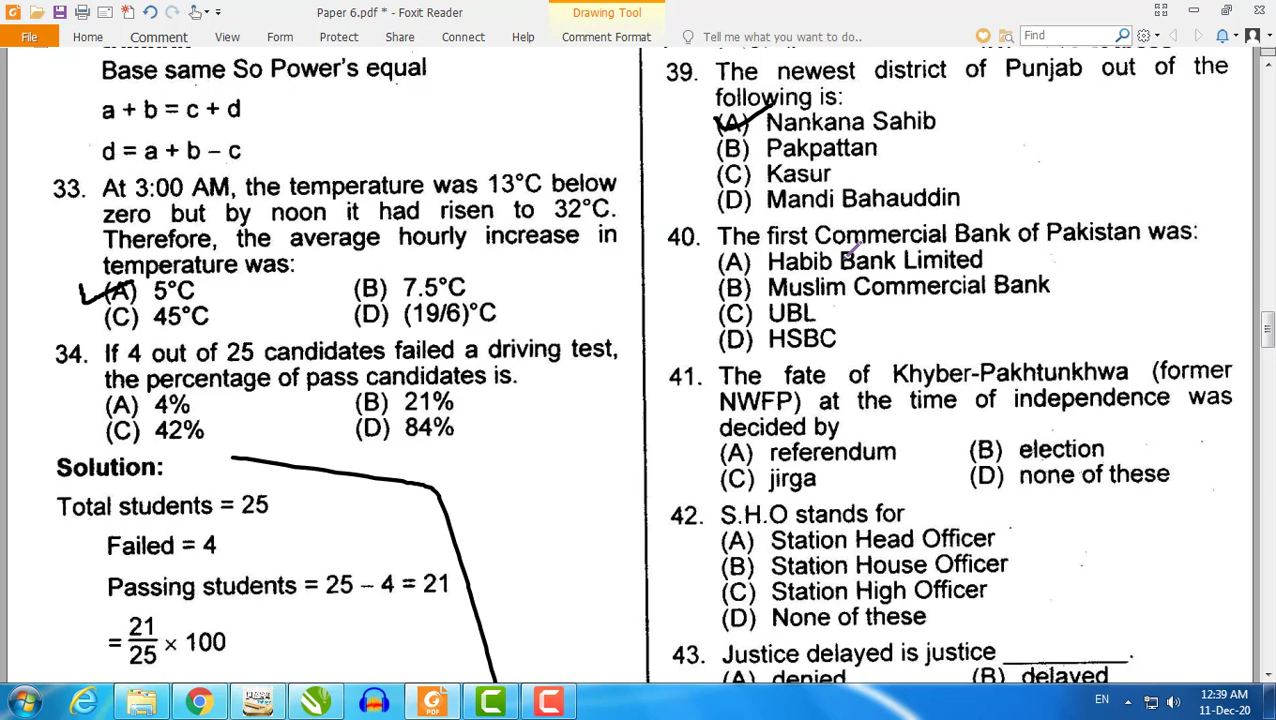 Paper 6.pdf * - Foxit Reader
Drawing Tool
File
Home
Comment
View
Form
Protect
Share
Connect
Help
Comment Format
Tell me what you want to do..
Find
Base same So Power's equal
a + b = c + d
d = a + b – c
33. At 3:00 AM, the temperature was 13°C below
zero but by noon it had risen to 32°C.
Therefore, the average hourly increase in
temperature was:
(A) 5°C (B) 7.5°C
(C) 45°C (D) (19/6)°C
34. If 4 out of 25 candidates failed a driving test,
the percentage of pass candidates is.
(A) 4% (B) 21%
(C) 42% (D) 84%
Solution:
Total students = 25
Failed = 4
Passing students = 25 – 4 = 21
= 21/25 × 100
39. The newest district of Punjab out of the
following is:
(A) Nankana Sahib
(B) Pakpattan
(C) Kasur
(D) Mandi Bahauddin
40. The first Commercial Bank of Pakistan was:
(A) Habib Bank Limited
(B) Muslim Commercial Bank
(C) UBL
(D) HSBC
41. The fate of Khyber-Pakhtunkhwa (former
NWFP) at the time of independence was
decided by
(A) referendum (B) election
(C) jirga (D) none of these
42. S.H.O stands for
(A) Station Head Officer
(B) Station House Officer
(C) Station High Officer
(D) None of these
43. Justice delayed is justice ________.
(A) denied (B) delayed
EN
12:39 AM
11-Dec-20